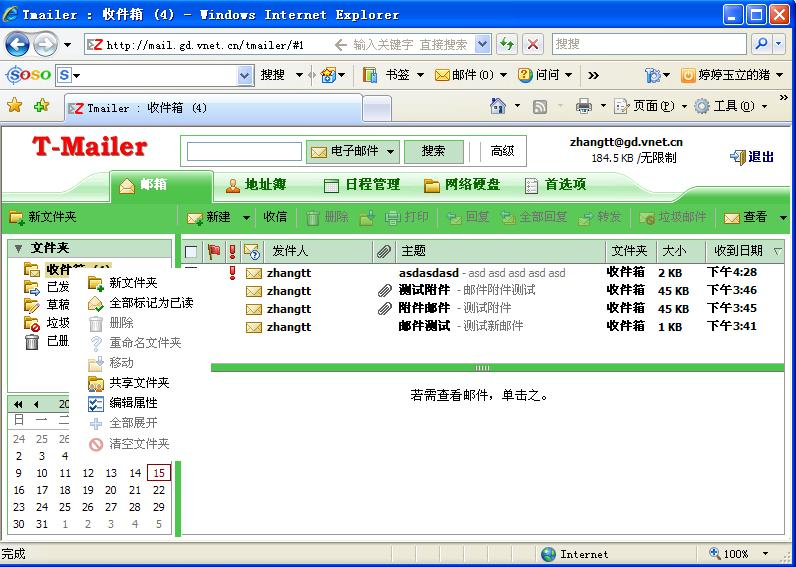 Tmailer : 收件箱 (4) - Windows Internet Explorer
http://mail.gd.vnet.cn/tmailer/#1 输入关键字 直接搜索 搜搜
SOSO S 搜搜 书签 邮件(0) 问问 » 婷婷玉立的猪
Tmailer : 收件箱 (4) 页面(P) 工具(O) »
T-Mailer 电子邮件 搜索 高级 zhangtt@gd.vnet.cn
184.5 KB /无限制 退出
邮箱 地址簿 日程管理 网络硬盘 首选项
新文件夹 新建 收信 删除 打印 回复 全部回复 转发 垃圾邮件 查看
文件夹 发件人 主题 文件夹 大小 收到日期
收件箱 (4) zhangtt asdasdasd - asd asd asd asd asd 收件箱 2 KB 下午4:28
已发 新文件夹 zhangtt 测试附件 - 邮件附件测试 收件箱 45 KB 下午3:46
草稿 全部标记为已读 zhangtt 附件邮件 - 测试附件 收件箱 45 KB 下午3:45
垃圾 删除 zhangtt 邮件测试 - 测试新邮件 收件箱 1 KB 下午3:41
已删 重命名文件夹
移动
共享文件夹 若需查看邮件，单击之。
20 编辑属性
日 一 二 全部展开
24 25 26 清空文件夹
2 3 4
9 10 11 12 13 14 15
16 17 18 19 20 21 22
23 24 25 26 27 28 29
30 31 1 2 3 4 5
完成 Internet 100%